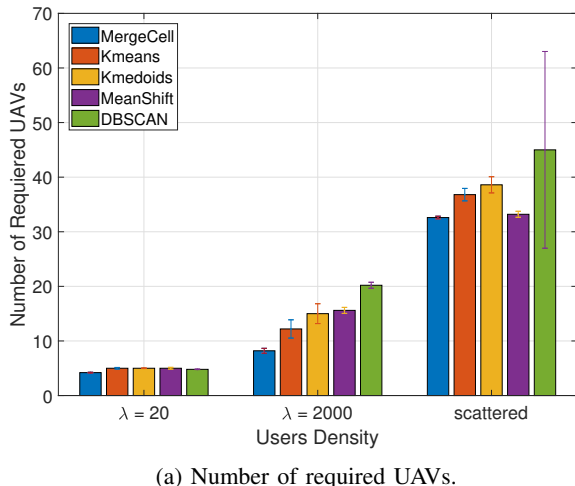 70
60
50
40
30
20
10
0
Number of Requiered UAVs
MergeCell
Kmeans
Kmedoids
MeanShift
DBSCAN
λ = 20
λ = 2000
scattered
Users Density
(a) Number of required UAVs.